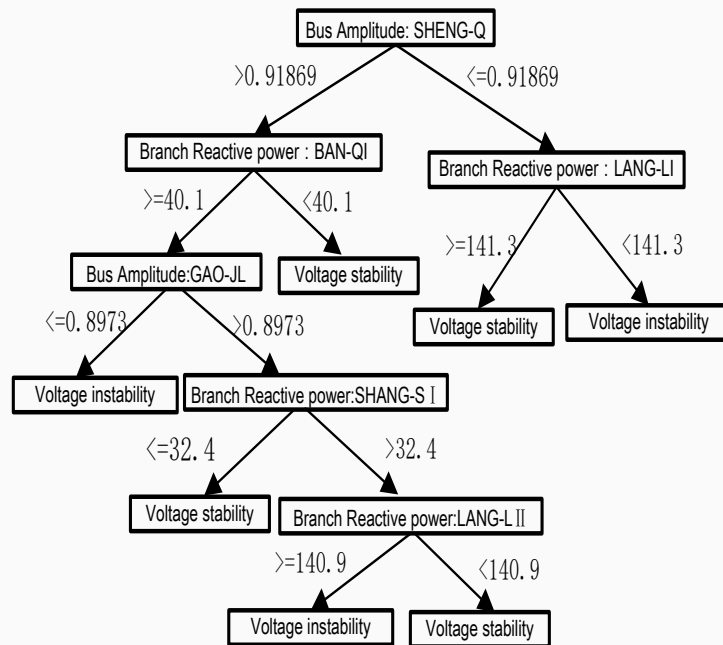 Bus Amplitude: SHENG-Q
>0.91869
<=0.91869
Branch Reactive power : BAN-QI
Branch Reactive power : LANG-LI
>=40.1
<40.1
>=141.3
<141.3
Bus Amplitude:GAO-JL
Voltage stability
Voltage stability
Voltage instability
<=0.8973
>0.8973
Voltage instability
Branch Reactive power:SHANG-S Ⅰ
<=32.4
>32.4
Voltage stability
Branch Reactive power:LANG-L Ⅱ
>=140.9
<140.9
Voltage instability
Voltage stability